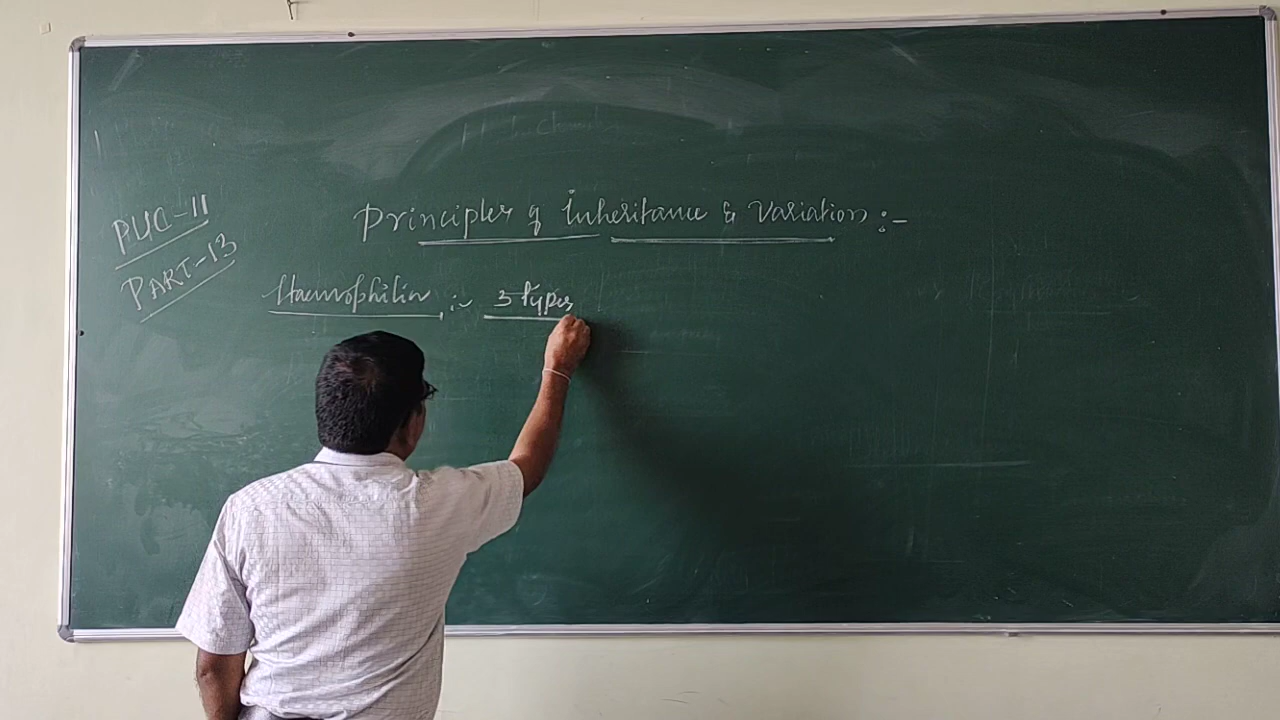 PUC-II
PART-13
Principles of Inheritance & Variation :-
Haemophilia :- 3 types